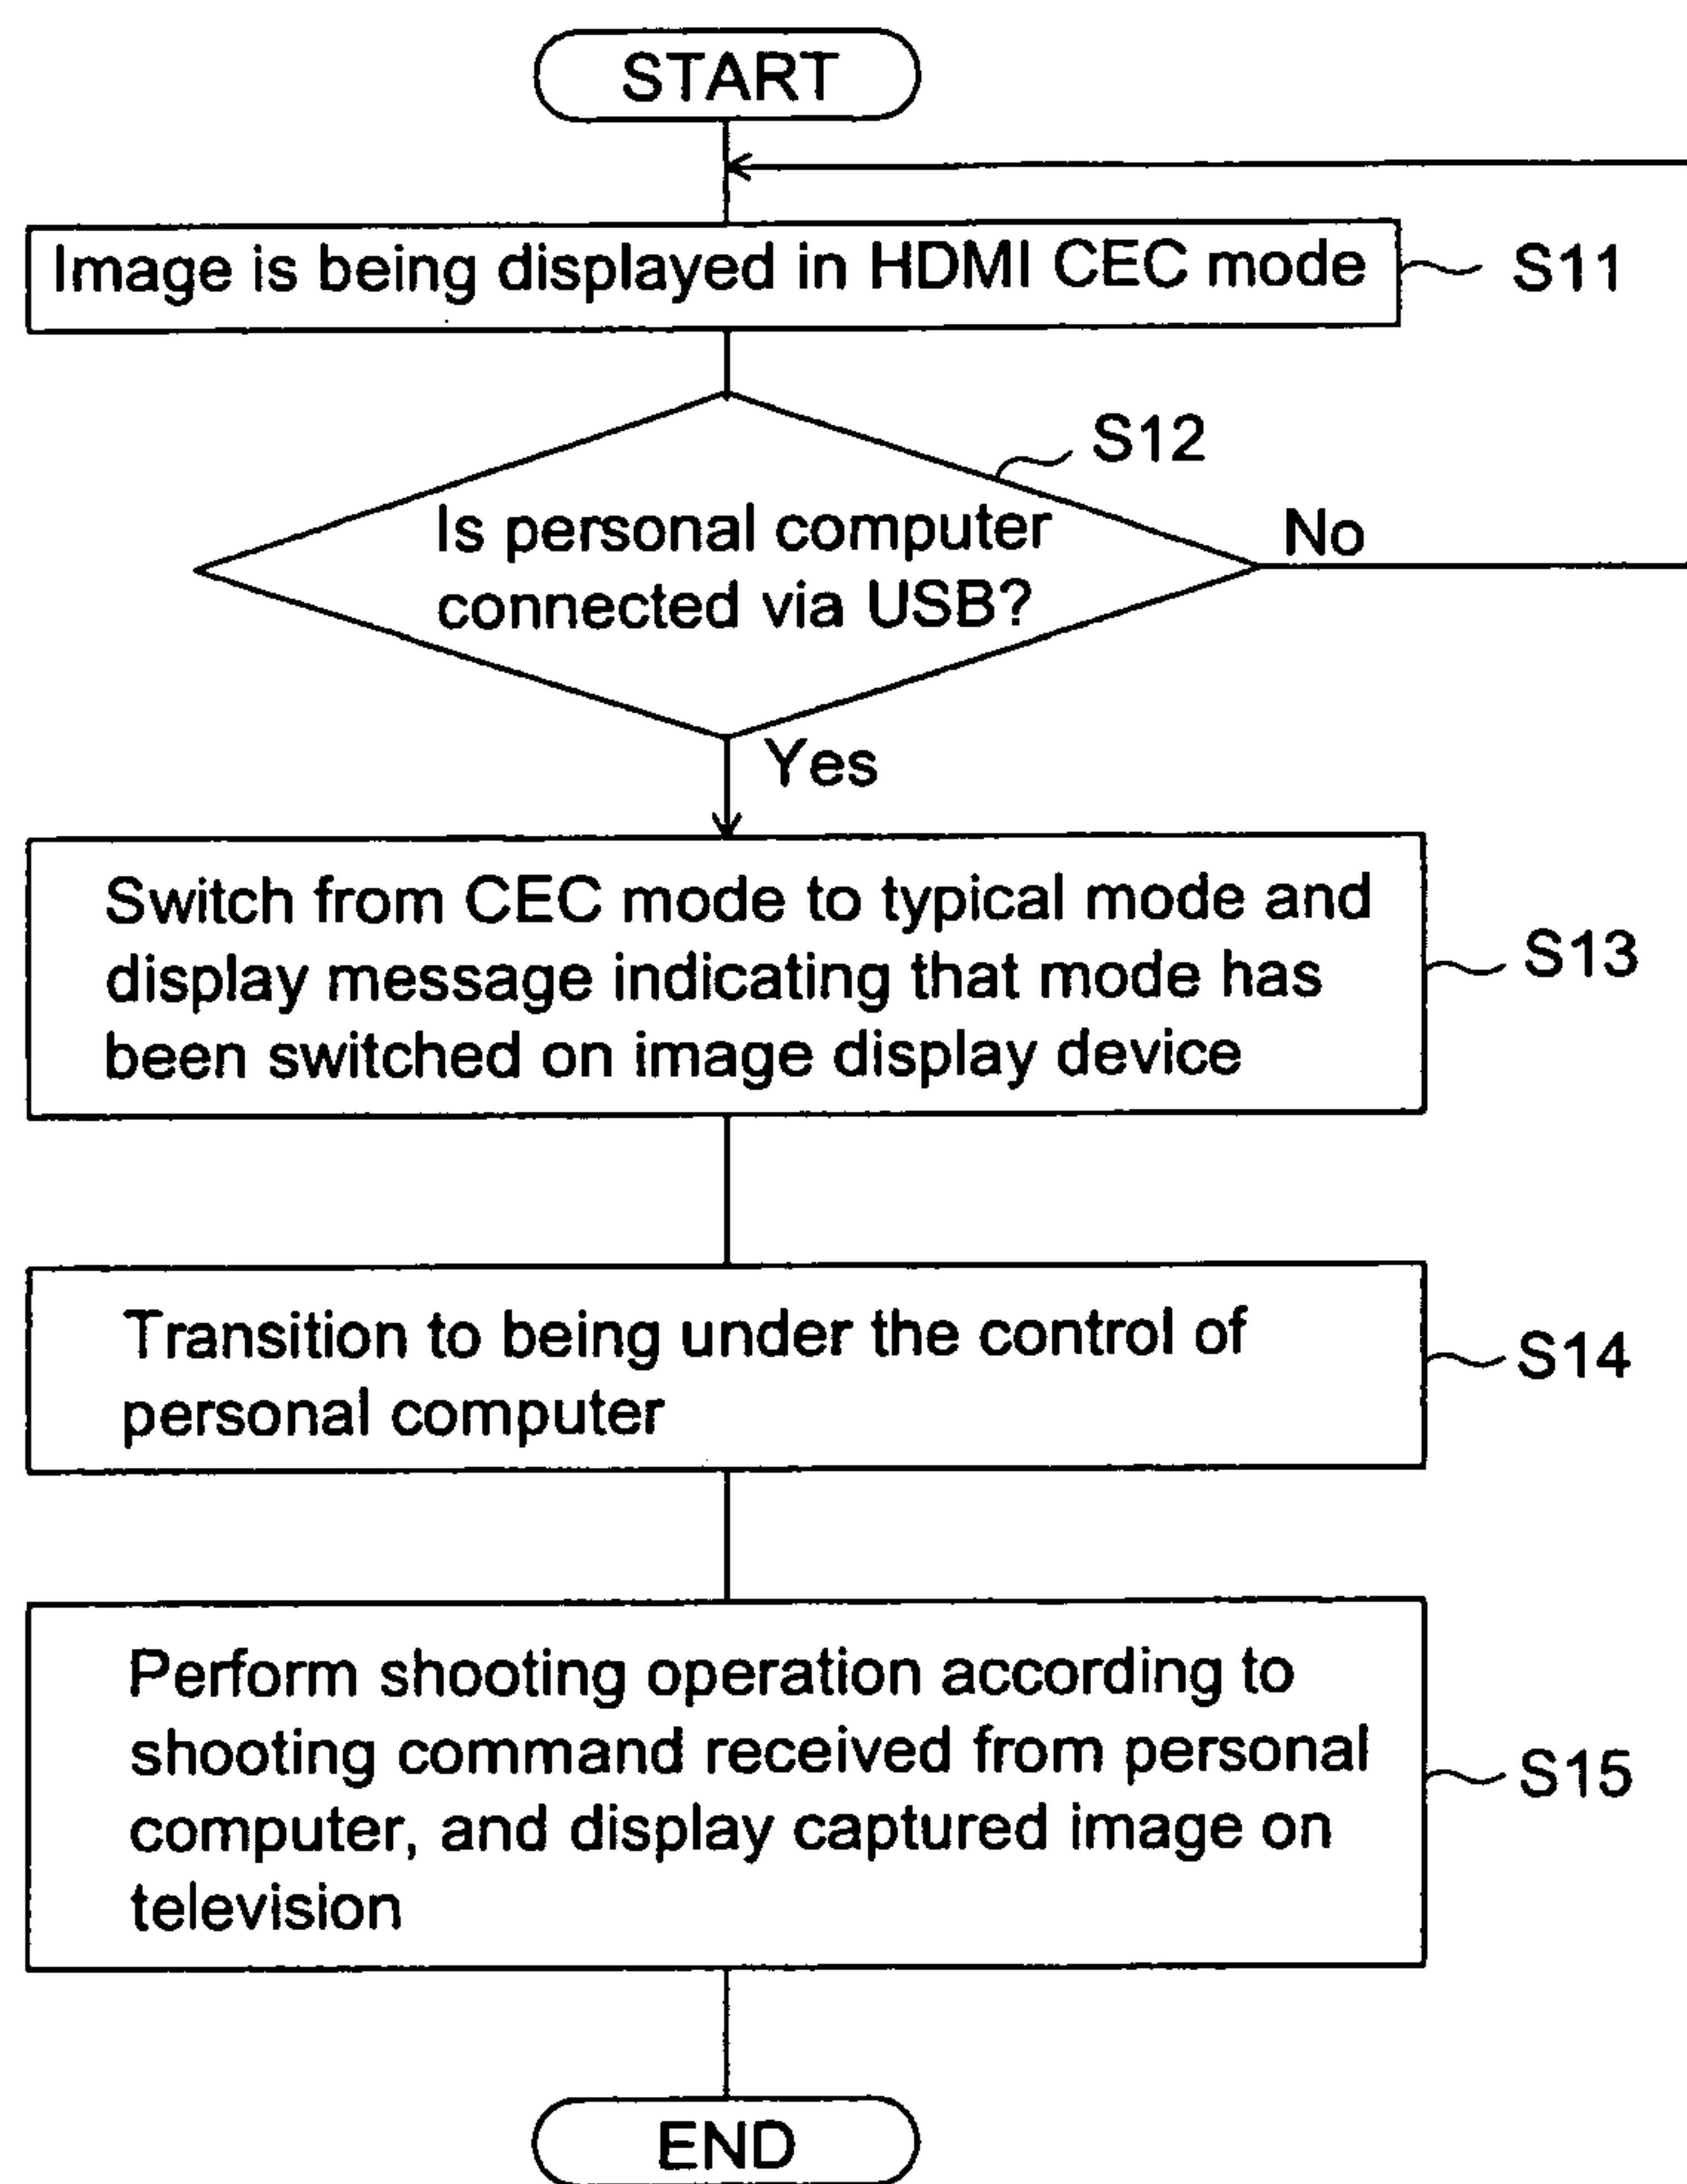 START
Image is being displayed in HDMI CEC mode
S11
S12
Is personal computer
connected via USB?
No
Yes
Switch from CEC mode to typical mode and
display message indicating that mode has
been switched on image display device
S13
Transition to being under the control of
personal computer
S14
Perform shooting operation according to
shooting command received from personal
computer, and display captured image on
television
S15
END